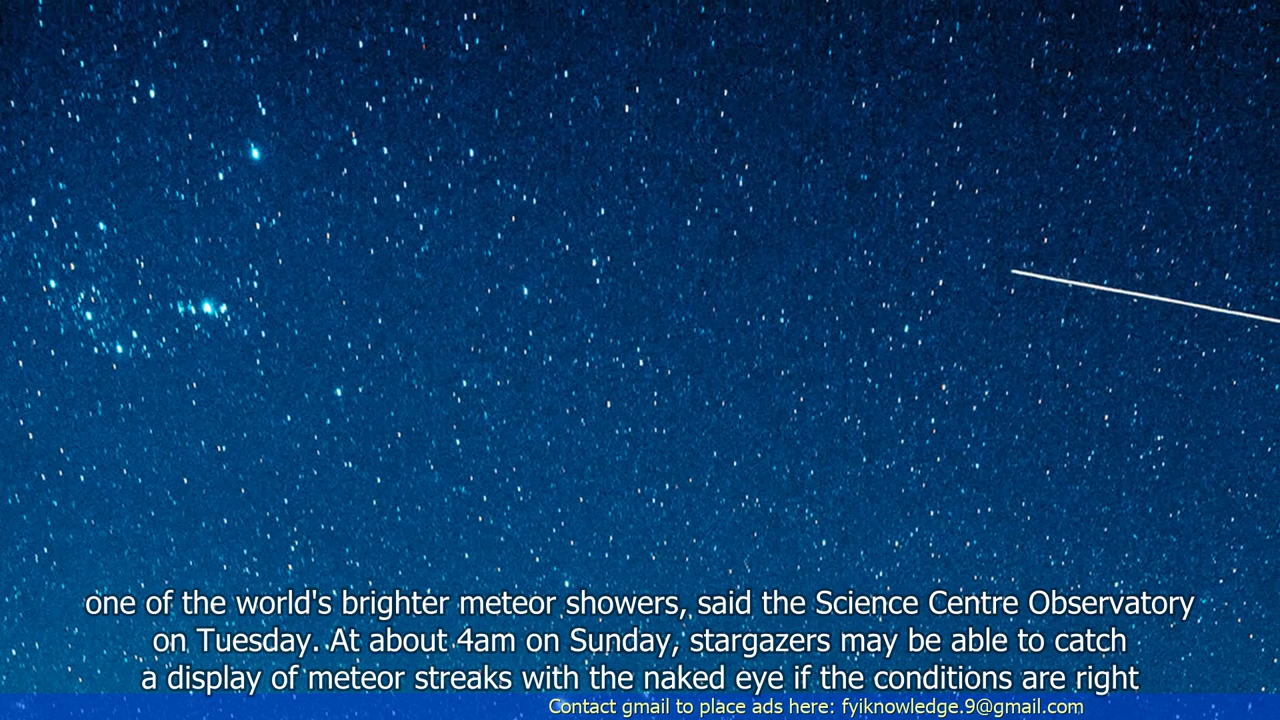 one of the world's brighter meteor showers, said the Science Centre Observatory
on Tuesday. At about 4am on Sunday, stargazers may be able to catch
a display of meteor streaks with the naked eye if the conditions are right
Contact gmail to place ads here: fyiknowledge.9@gmail.com